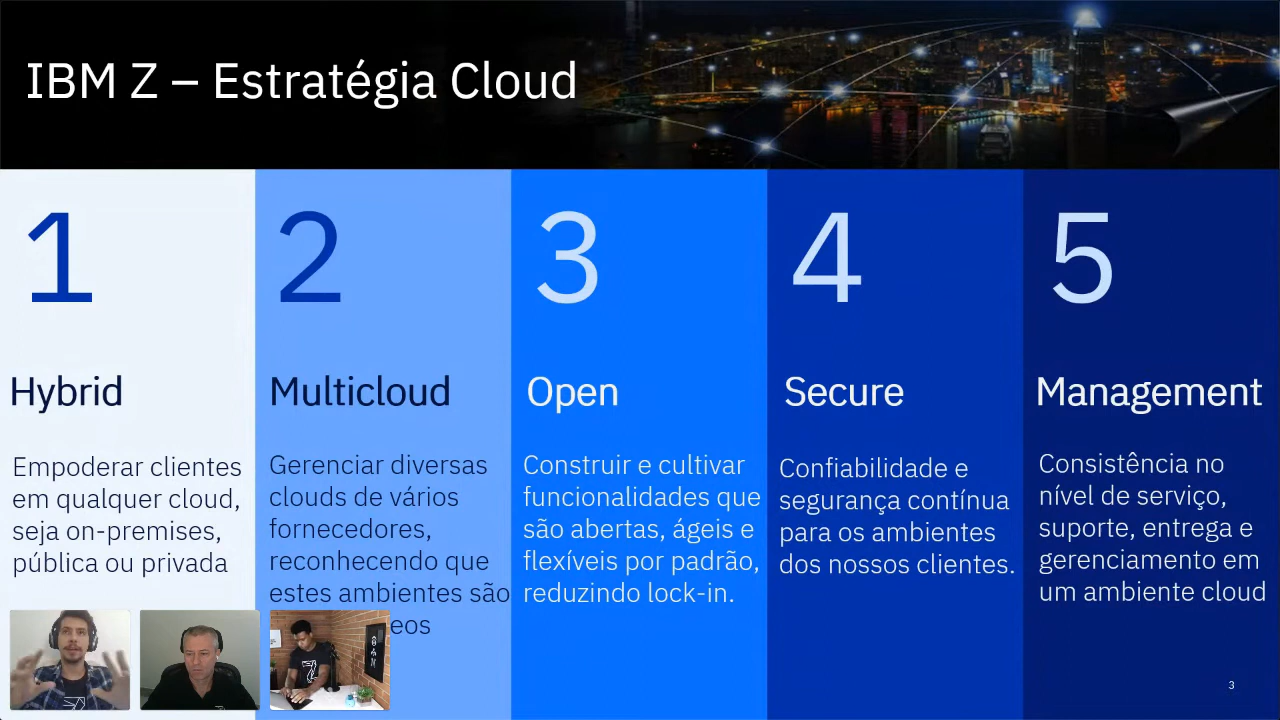 IBM Z – Estratégia Cloud
1
Hybrid
Empoderar clientes
em qualquer cloud,
seja on-premises,
pública ou privada
2
Multicloud
Gerenciar diversas
clouds de vários
fornecedores,
reconhecendo que
estes ambientes são
eos
3
Open
Construir e cultivar
funcionalidades que
são abertas, ágeis e
flexíveis por padrão,
reduzindo lock-in.
4
Secure
Confiabilidade e
segurança contínua
para os ambientes
dos nossos clientes.
5
Management
Consistência no
nível de serviço,
suporte, entrega e
gerenciamento em
um ambiente cloud
3